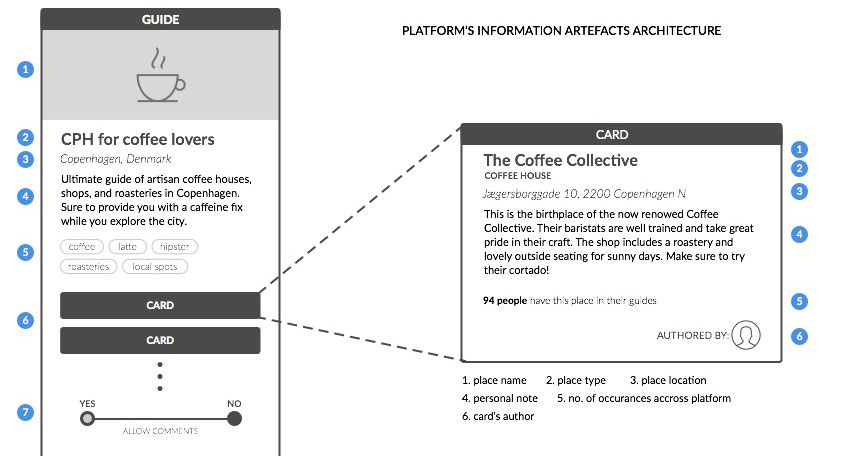 GUIDE
PLATFORM'S INFORMATION ARTEFACTS ARCHITECTURE
1
2
CPH for coffee lovers
3
Copenhagen, Denmark
4
Ultimate guide of artisan coffee houses,
shops, and roasteries in Copenhagen.
Sure to provide you with a caffeine fix
while you explore the city.
5
coffee latte hipster
roasteries local spots
6
CARD
CARD
7
YES NO
ALLOW COMMENTS
CARD
The Coffee Collective 1
COFFEE HOUSE 2
Jægersborggade 10, 2200 Copenhagen N 3
This is the birthplace of the now renowed Coffee
Collective. Their baristats are well trained and take great
pride in their craft. The shop includes a roastery and 4
lovely outside seating for sunny days. Make sure to try
their cortado!
94 people have this place in their guides 5
AUTHORED BY: 6
1. place name 2. place type 3. place location
4. personal note 5. no. of occurances accross platform
6. card's author